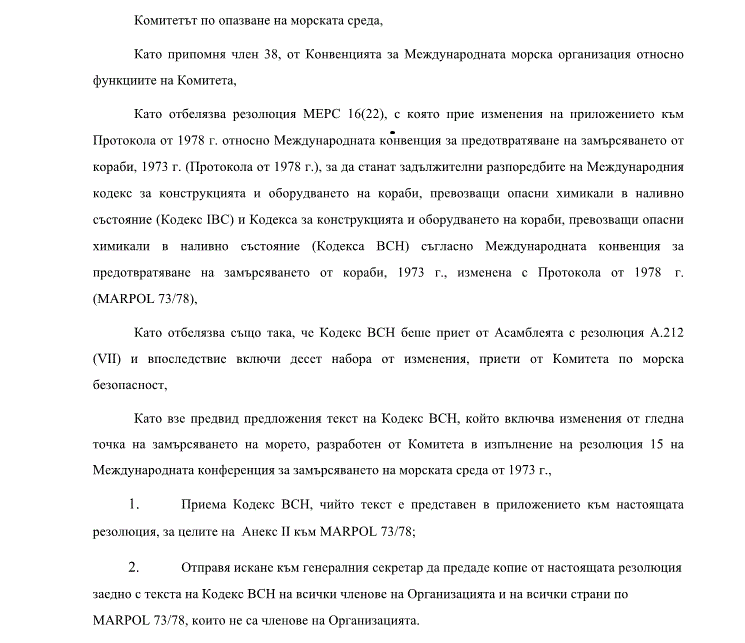 Комитетът по опазване на морската среда,
Като припомня член 38, от Конвенцията за Международната морска организация относно
функциите на Комитета,
Като отбелязва резолюция МЕРС 16(22), с която прие изменения на приложението към
Протокола от 1978 г. относно Международната конвенция за предотвратяване на замърсяването от
кораби, 1973 г. (Протокола от 1978 г.), за да станат задължителни разпоредбите на Международния
кодекс за конструкцията и оборудването на кораби, превозващи опасни химикали в наливно
състояние (Кодекс IBC) и Кодекса за конструкцията и оборудването на кораби, превозващи опасни
химикали в наливно състояние (Кодекса ВСН) съгласно Международната конвенция за
предотвратяване на замърсяването от кораби, 1973 г., изменена с Протокола от 1978 г.
(MARPOL 73/78),
Като отбелязва също така, че Кодекс ВСН беше приет от Асамблеята с резолюция А.212
(VII) и впоследствие включи десет набора от изменения, приети от Комитета по морска
безопасност,
Като взе предвид предложения текст на Кодекс ВСН, който включва изменения от гледна
точка на замърсяването на морето, разработен от Комитета в изпълнение на резолюция 15 на
Международната конференция за замърсяването на морската среда от 1973 г.,
1. Приема Кодекс ВСН, чийто текст е представен в приложението към настоящата
резолюция, за целите на Анекс II към MARPOL 73/78;
2. Отправя искане към генералния секретар да предаде копие от настоящата резолюция
заедно с текста на Кодекс ВСН на всички членове на Организацията и на всички страни по
MARPOL 73/78, които не са членове на Организацията.